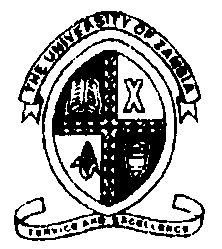 THE UNIVERSITY OF ZAMBIA
SERVICE AND EXCELLENCE